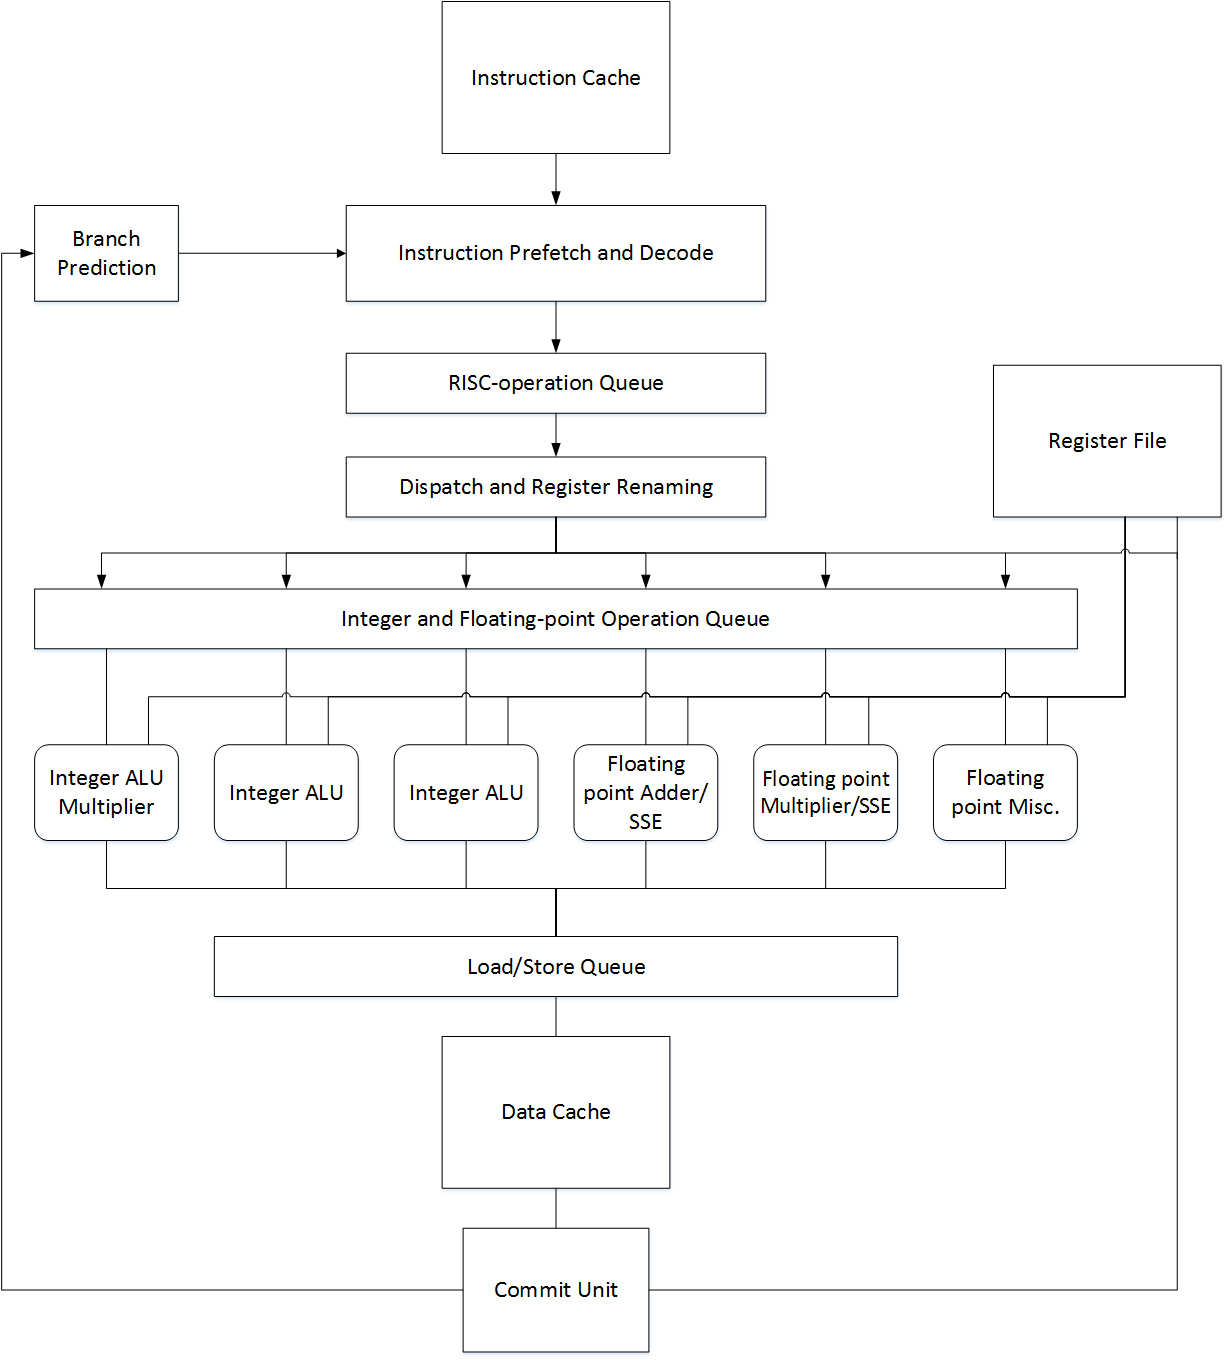 Instruction Cache
Branch
Prediction
Instruction Prefetch and Decode
RISC-operation Queue
Register File
Dispatch and Register Renaming
Integer and Floating-point Operation Queue
Integer ALU
Multiplier
Integer ALU
Integer ALU
Floating
point Adder/
SSE
Floating point
Multiplier/SSE
Floating
point Misc.
Load/Store Queue
Data Cache
Commit Unit